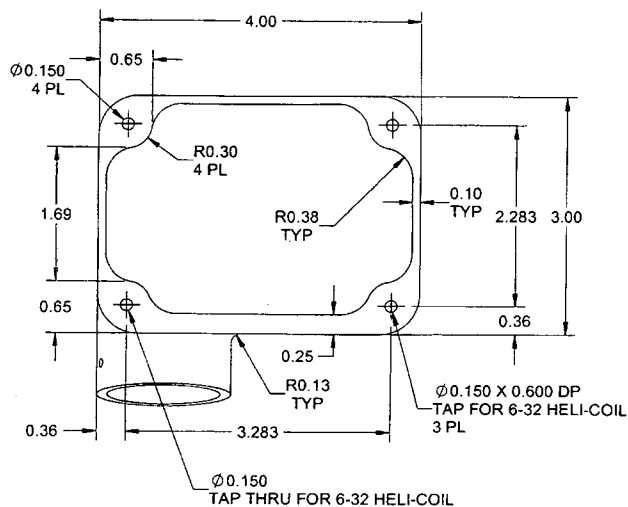 4.00
0.65
Ø0.150
4 PL
R0.30
4 PL
1.69
R0.38
TYP
0.10
TYP
2.283
3.00
0.65
0.36
0.25
R0.13
TYP
Ø0.150 X 0.600 DP
TAP FOR 6-32 HELI-COIL
3 PL
0.36
3.283
Ø0.150
TAP THRU FOR 6-32 HELI-COIL